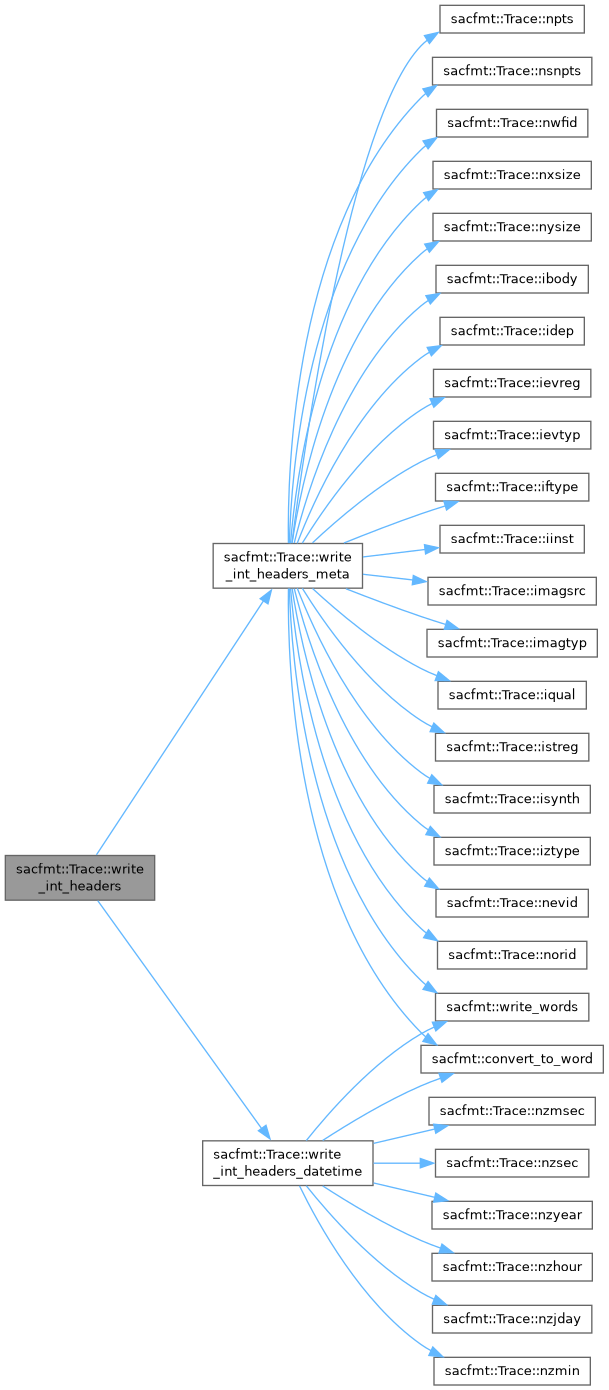 sacfmt::Trace::npts
sacfmt::Trace::nsnpts
sacfmt::Trace::nwfid
sacfmt::Trace::nxsize
sacfmt::Trace::nysize
sacfmt::Trace::ibody
sacfmt::Trace::idep
sacfmt::Trace::ievreg
sacfmt::Trace::ievtyp
sacfmt::Trace::iftype
sacfmt::Trace::iinst
sacfmt::Trace::write
_int_headers_meta
sacfmt::Trace::imagsrc
sacfmt::Trace::imagtyp
sacfmt::Trace::iqual
sacfmt::Trace::istreg
sacfmt::Trace::isynth
sacfmt::Trace::iztype
sacfmt::Trace::write
_int_headers
sacfmt::Trace::nevid
sacfmt::Trace::norid
sacfmt::write_words
sacfmt::convert_to_word
sacfmt::Trace::nzmsec
sacfmt::Trace::write
_int_headers_datetime
sacfmt::Trace::nzsec
sacfmt::Trace::nzyear
sacfmt::Trace::nzhour
sacfmt::Trace::nzjday
sacfmt::Trace::nzmin